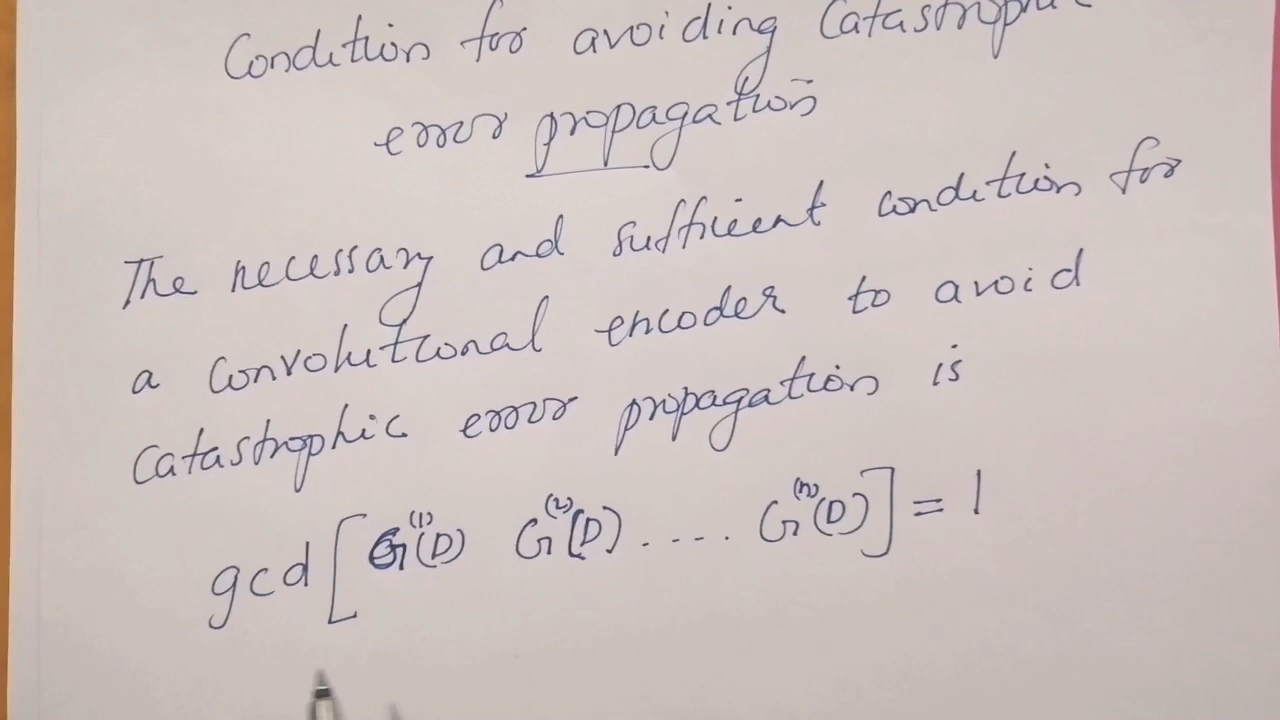 Condition for avoiding Catastrophic
error propagation
The necessary and sufficient condition for
a convolutional encoder to avoid
Catastrophic error propagation is
gcd [ G⁽¹⁾(D) G⁽²⁾(D) ..... G⁽ⁿ⁾(D) ] = 1